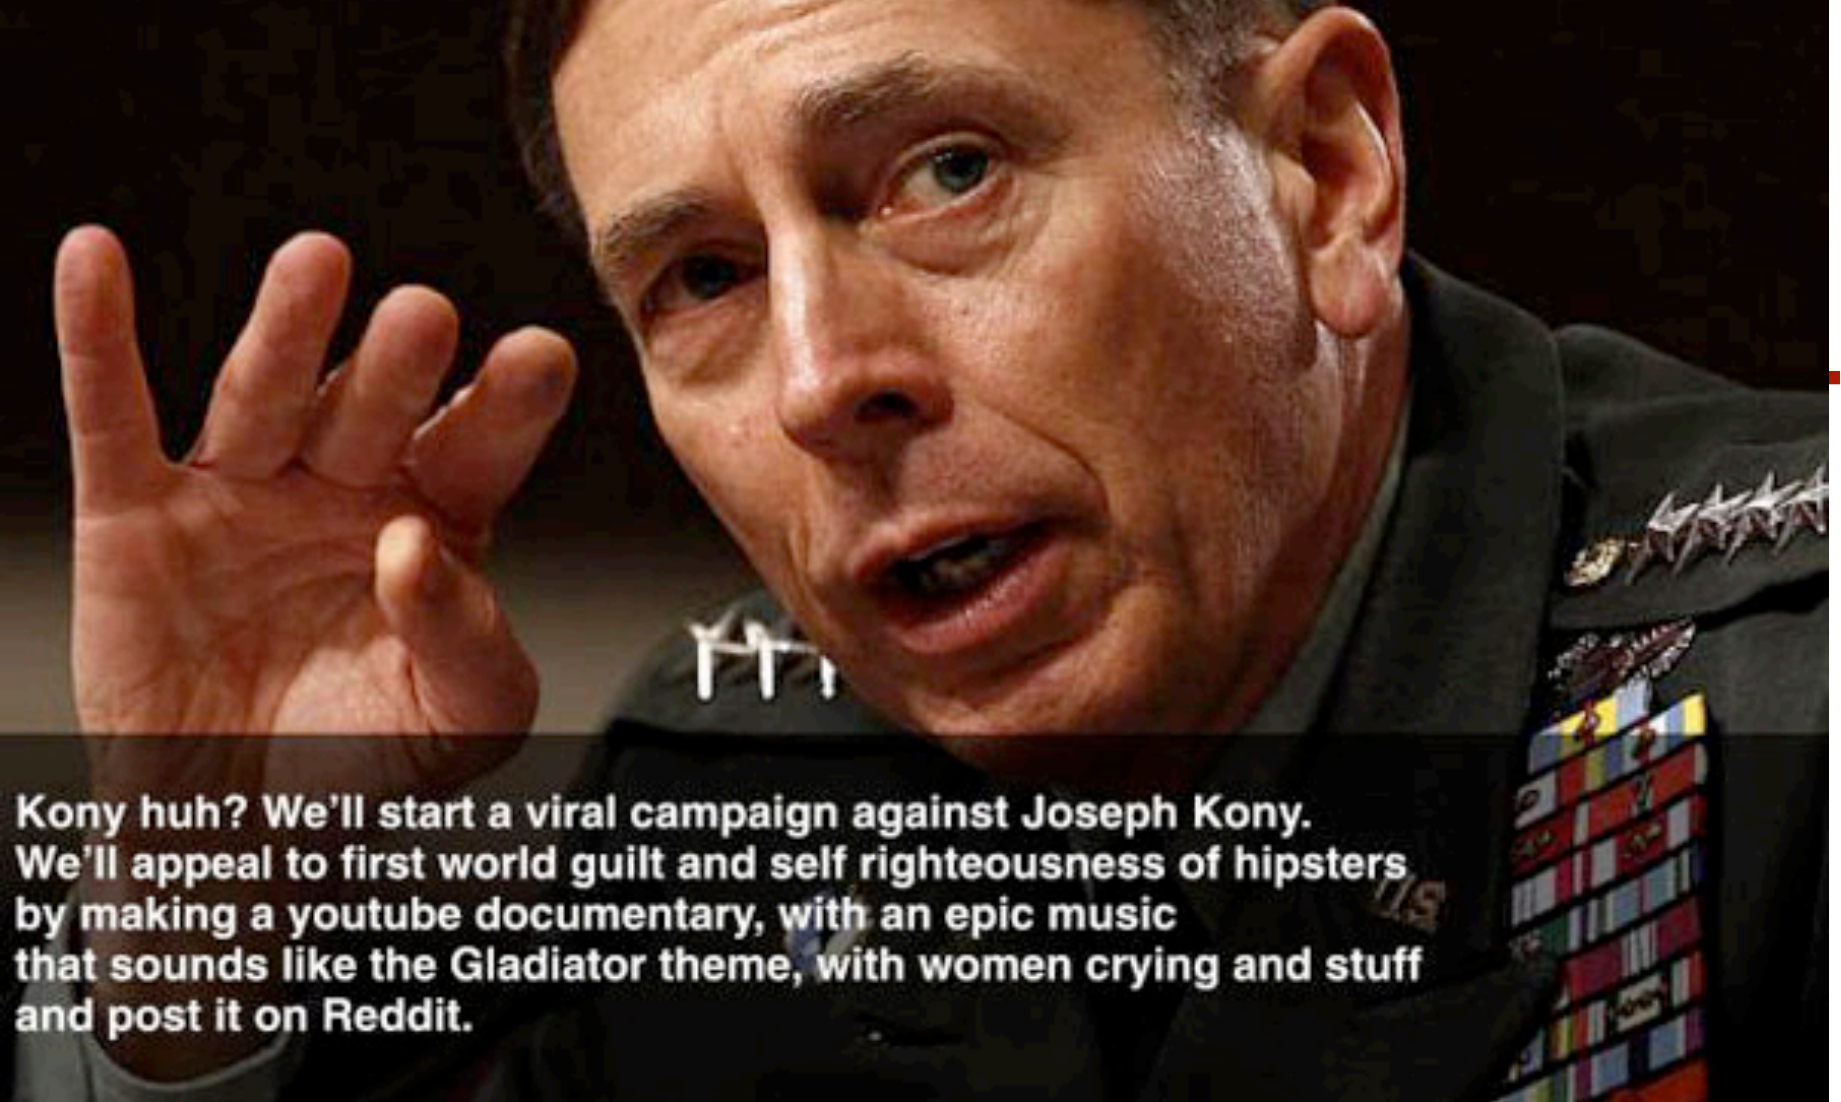 Kony huh? We'll start a viral campaign against Joseph Kony.
We'll appeal to first world guilt and self righteousness of hipsters
by making a youtube documentary, with an epic music
that sounds like the Gladiator theme, with women crying and stuff
and post it on Reddit.
U.S.